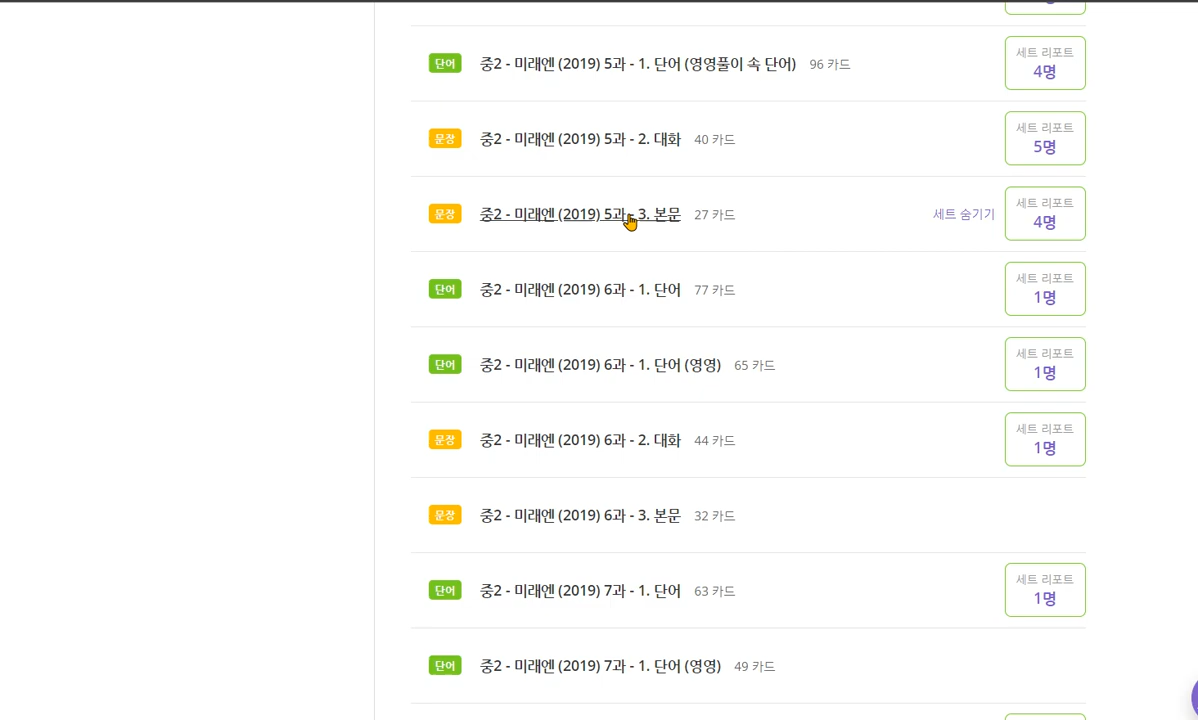 단어 중2 - 미래엔 (2019) 5과 - 1. 단어 (영영풀이 속 단어) 96 카드 세트 리포트 4명
문장 중2 - 미래엔 (2019) 5과 - 2. 대화 40 카드 세트 리포트 5명
문장 중2 - 미래엔 (2019) 5과 - 3. 본문 27 카드 세트 숨기기 세트 리포트 4명
단어 중2 - 미래엔 (2019) 6과 - 1. 단어 77 카드 세트 리포트 1명
단어 중2 - 미래엔 (2019) 6과 - 1. 단어 (영영) 65 카드 세트 리포트 1명
문장 중2 - 미래엔 (2019) 6과 - 2. 대화 44 카드 세트 리포트 1명
문장 중2 - 미래엔 (2019) 6과 - 3. 본문 32 카드
단어 중2 - 미래엔 (2019) 7과 - 1. 단어 63 카드 세트 리포트 1명
단어 중2 - 미래엔 (2019) 7과 - 1. 단어 (영영) 49 카드